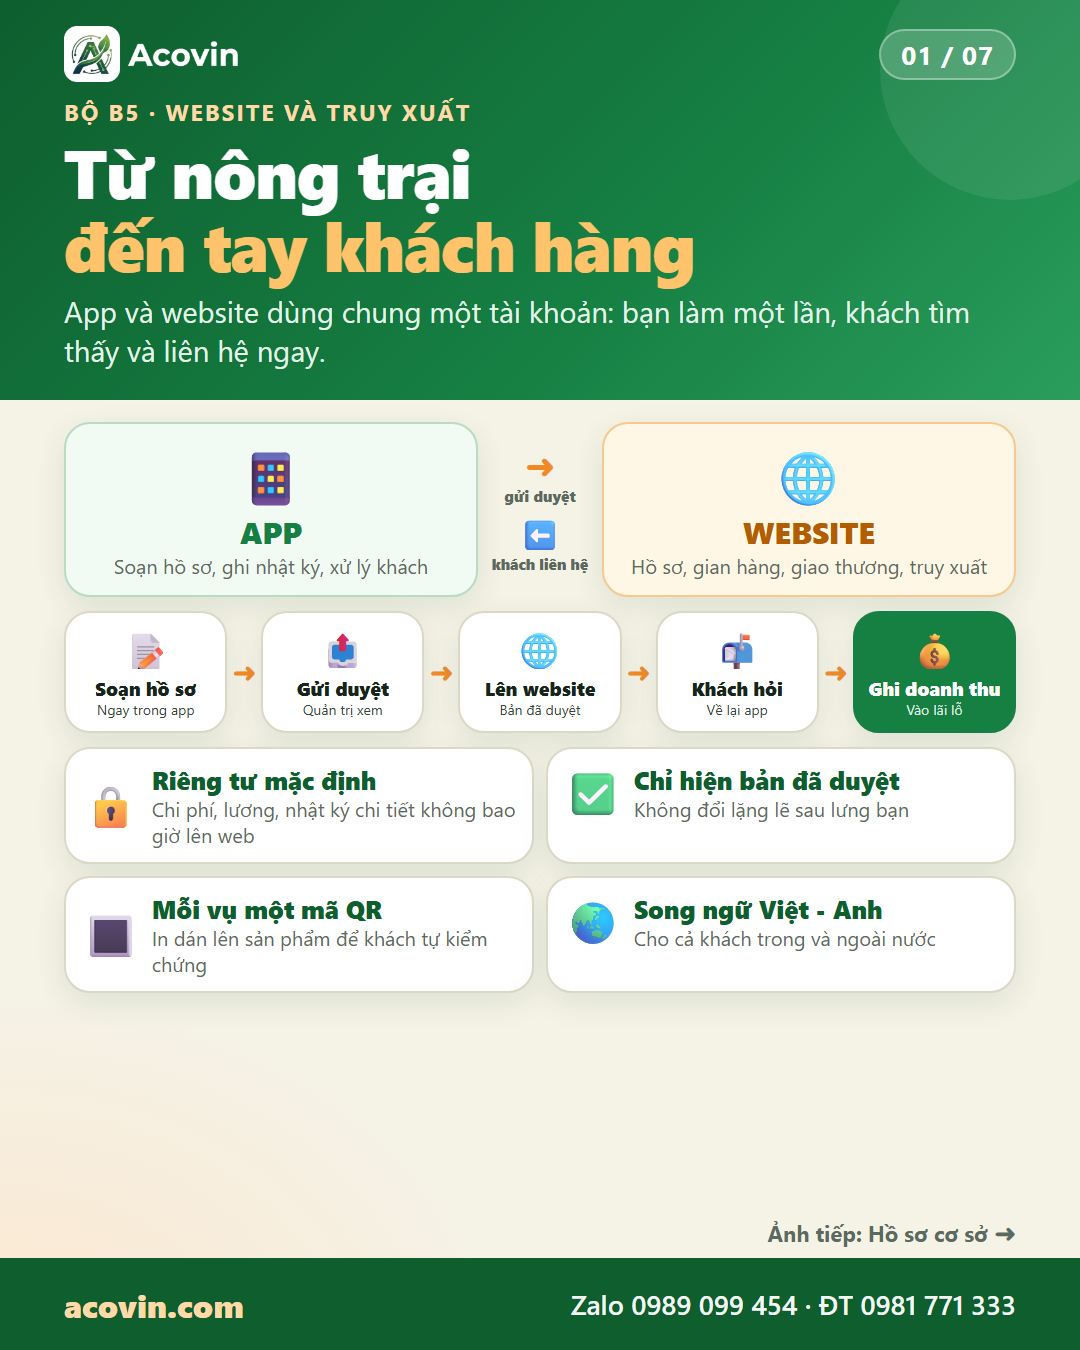 Acovin
01 / 07
BỘ B5 · WEBSITE VÀ TRUY XUẤT
Từ nông trại
đến tay khách hàng
App và website dùng chung một tài khoản: bạn làm một lần, khách tìm
thấy và liên hệ ngay.
APP
Soạn hồ sơ, ghi nhật ký, xử lý khách
➜
gửi duyệt
⬅
khách liên hệ
WEBSITE
Hồ sơ, gian hàng, giao thương, truy xuất
Soạn hồ sơ
Ngay trong app
➜
Gửi duyệt
Quản trị xem
➜
Lên website
Bản đã duyệt
➜
Khách hỏi
Về lại app
➜
Ghi doanh thu
Vào lãi lỗ
Riêng tư mặc định
Chi phí, lương, nhật ký chi tiết không bao
giờ lên web
Chỉ hiện bản đã duyệt
Không đổi lặng lẽ sau lưng bạn
Mỗi vụ một mã QR
In dán lên sản phẩm để khách tự kiểm
chứng
Song ngữ Việt - Anh
Cho cả khách trong và ngoài nước
Ảnh tiếp: Hồ sơ cơ sở ➜
acovin.com
Zalo 0989 099 454 · ĐT 0981 771 333